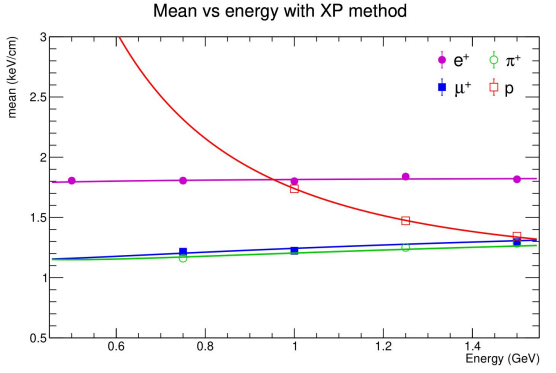 Mean vs energy with XP method
mean (keV/cm)
3
2.5
2
1.5
1
0.5
e⁺ π⁺
μ⁺ p
0.6 0.8 1 1.2 1.4
Energy (GeV)